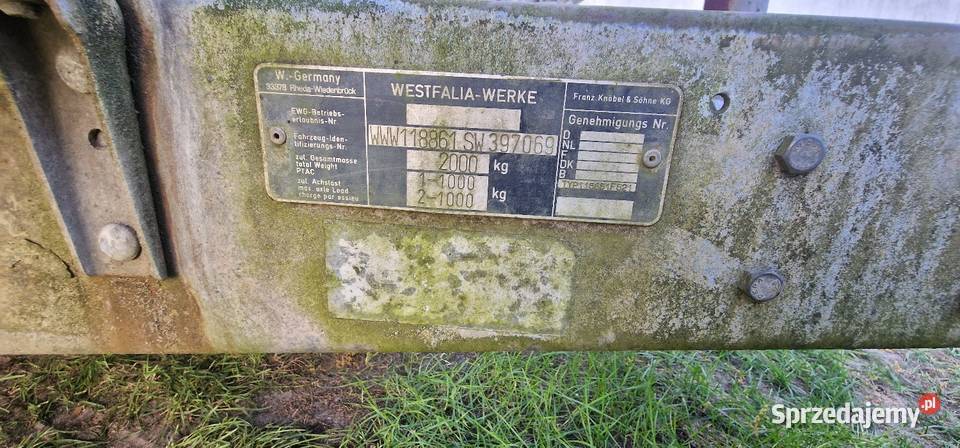 W.-Germany
33378 Rheda-Wiedenbrück
WESTFALIA-WERKE
Franz Knöbel & Söhne KG
EWG-Betriebs-
erlaubnis-Nr
Genehmigungs Nr.
Fahrzeug-Iden-
tifizierungs-Nr.
WWW118861SW397069
D
NL
F
DK
B
zul. Gesamtmasse
total Weight
PTAC
2000 kg
zul. Achslast
max. axle Load
charge par essieu
1-1000
2-1000
kg
Sprzedajemy.pl